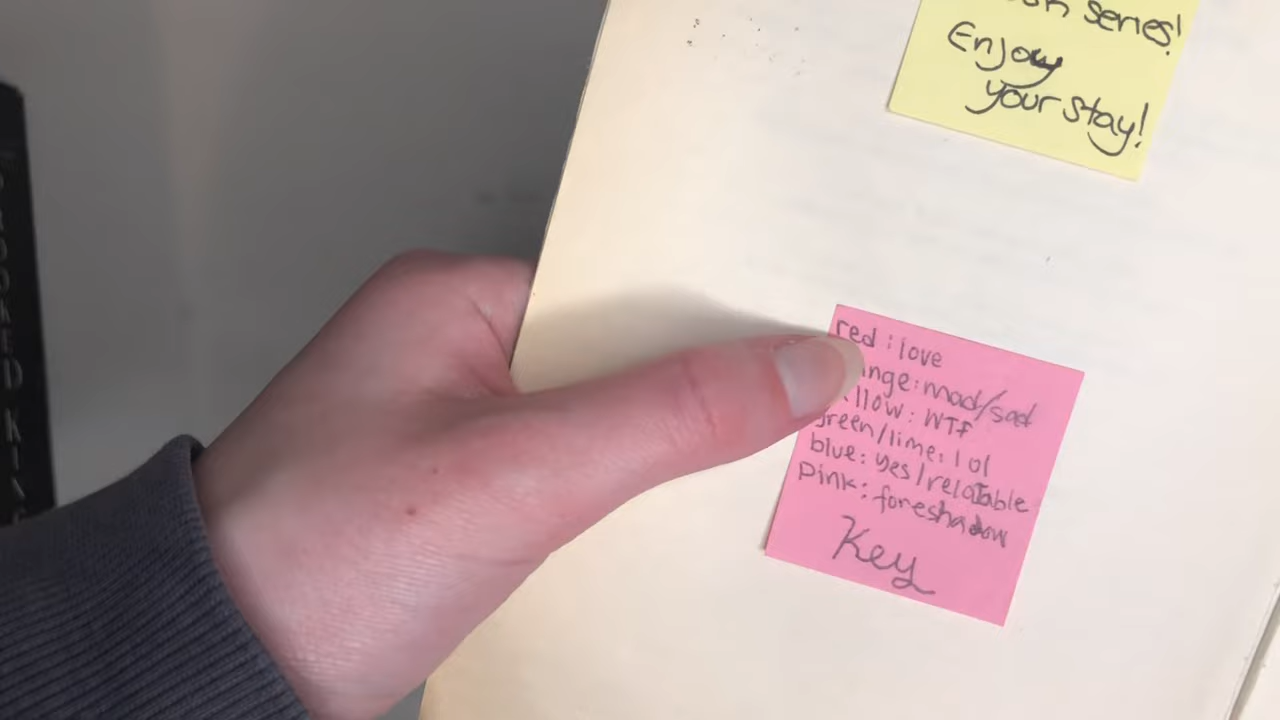 series!
Enjoy
your stay!
red : love
nge: mad/sad
llow: WTF
green/lime: lol
blue: yes/relatable
pink: foreshadow
Key